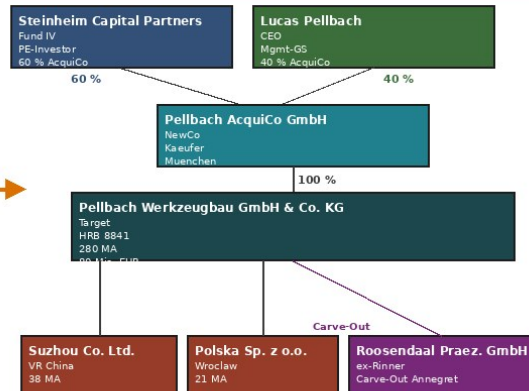 Steinheim Capital Partners
Fund IV
PE-Investor
60 % AcquiCo
Lucas Pellbach
CEO
Mgmt-GS
40 % AcquiCo
60 %
40 %
Pellbach AcquiCo GmbH
NewCo
Kaeufer
Muenchen
100 %
Pellbach Werkzeugbau GmbH & Co. KG
Target
HRB 8841
280 MA
Carve-Out
Suzhou Co. Ltd.
VR China
38 MA
Polska Sp. z o.o.
Wroclaw
21 MA
Roosendaal Praez. GmbH
ex-Rinner
Carve-Out Annegret